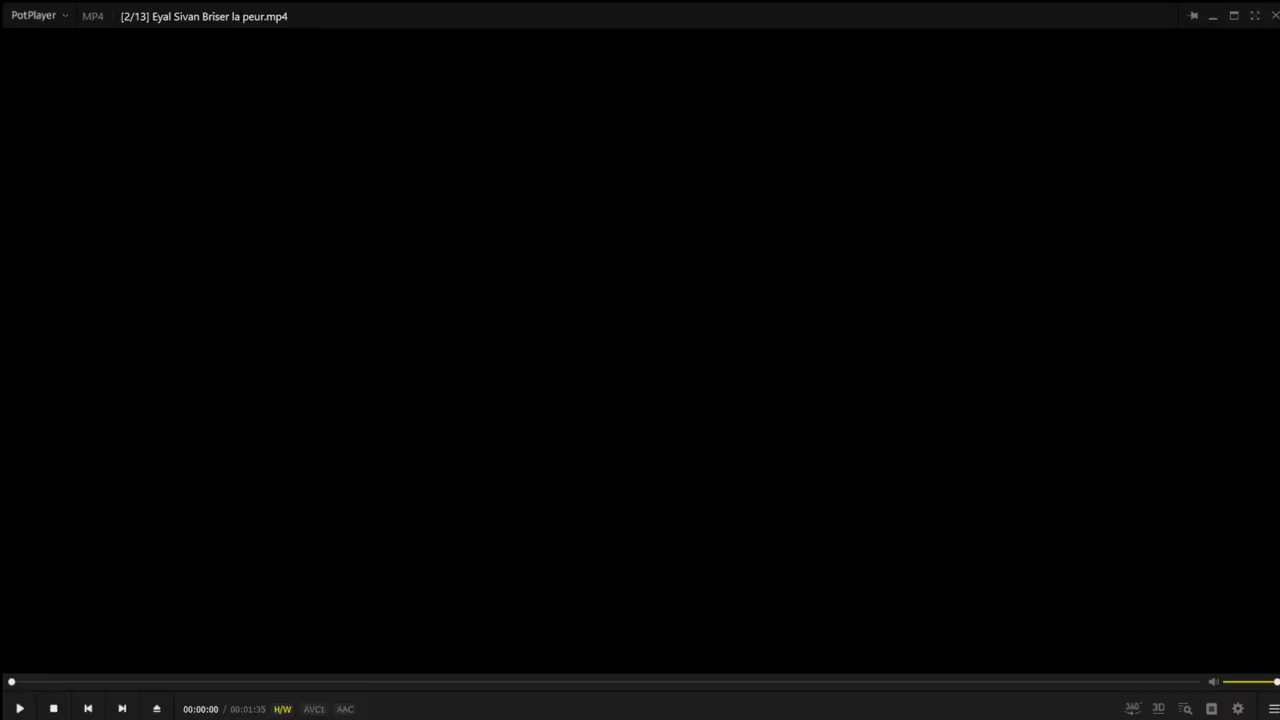 PotPlayer MP4 [2/13] Eyal Sivan Briser la peur.mp4
00:00:00 / 00:01:35 H/W AVC1 AAC 360° 3D